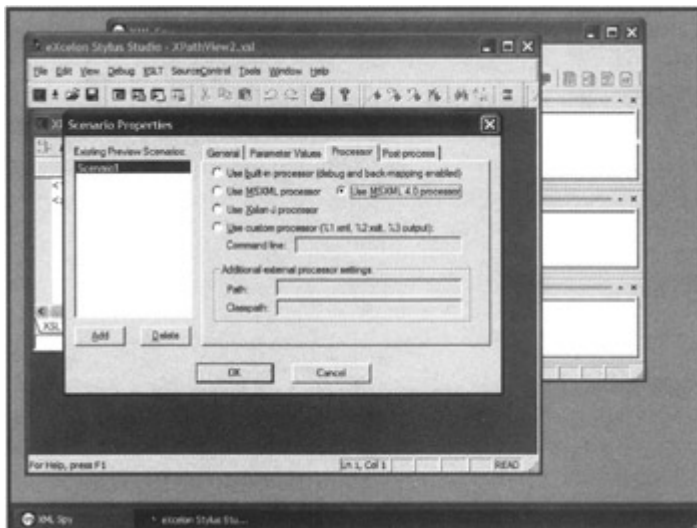 eXcelon Stylus Studio - XPathView2.xsl
File Edit View Debug XSLT SourceControl Tools Window Help
Scenario Properties
Existing Preview Scenarios:
Scenario1
General Parameter Values Processor Post process
Use built-in processor (debug and back-mapping enabled)
Use MSXML processor Use MSXML 4.0 processor
Use Xalan-J processor
Use custom processor (%1 xml, %2 xslt, %3 output):
Command line:
Additional external processor settings
Path:
Classpath:
Add Delete
OK Cancel
XSL
For Help, press F1 Ln 1, Col 1 READ
XML Spy excelon Stylus Stu...